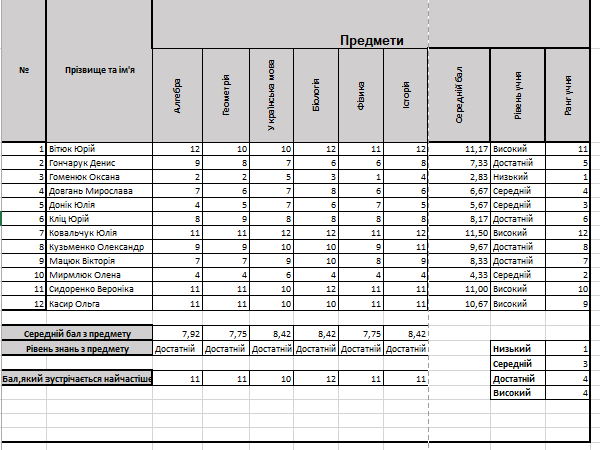 Предмети
№ Прізвище та ім'я Алгебра Геометрія Українська мова Біологія Фізика Історія Середній бал Рівень учня Ранг учня
1 Вітюк Юрій 12 10 10 12 11 12 11,17 Високий 11
2 Гончарук Денис 9 8 7 6 6 8 7,33 Достатній 5
3 Гоменюк Оксана 2 2 5 3 1 4 2,83 Низький 1
4 Довгань Мирослава 7 6 7 8 6 6 6,67 Середній 4
5 Донік Юлія 4 5 7 6 7 5 5,67 Середній 3
6 Кліц Юрій 8 9 8 8 8 8 8,17 Достатній 6
7 Ковальчук Юлія 11 11 12 12 11 12 11,50 Високий 12
8 Кузьменко Олександр 9 9 10 10 9 11 9,67 Достатній 8
9 Мацюк Вікторія 7 7 9 10 8 9 8,33 Достатній 7
10 Мирмлюк Олена 4 4 6 4 4 4 4,33 Середній 2
11 Сидоренко Вероніка 11 11 10 12 11 11 11,00 Високий 10
12 Касир Ольга 11 11 10 10 11 11 10,67 Високий 9
Середній бал з предмету 7,92 7,75 8,42 8,42 7,75 8,42
Рівень знань з предмету Достатній Достатній Достатній Достатній Достатній Достатній Низький 1
Середній 3
Бал,який зустрічається найчастіше 11 11 10 12 11 11 Достатній 4
Високий 4